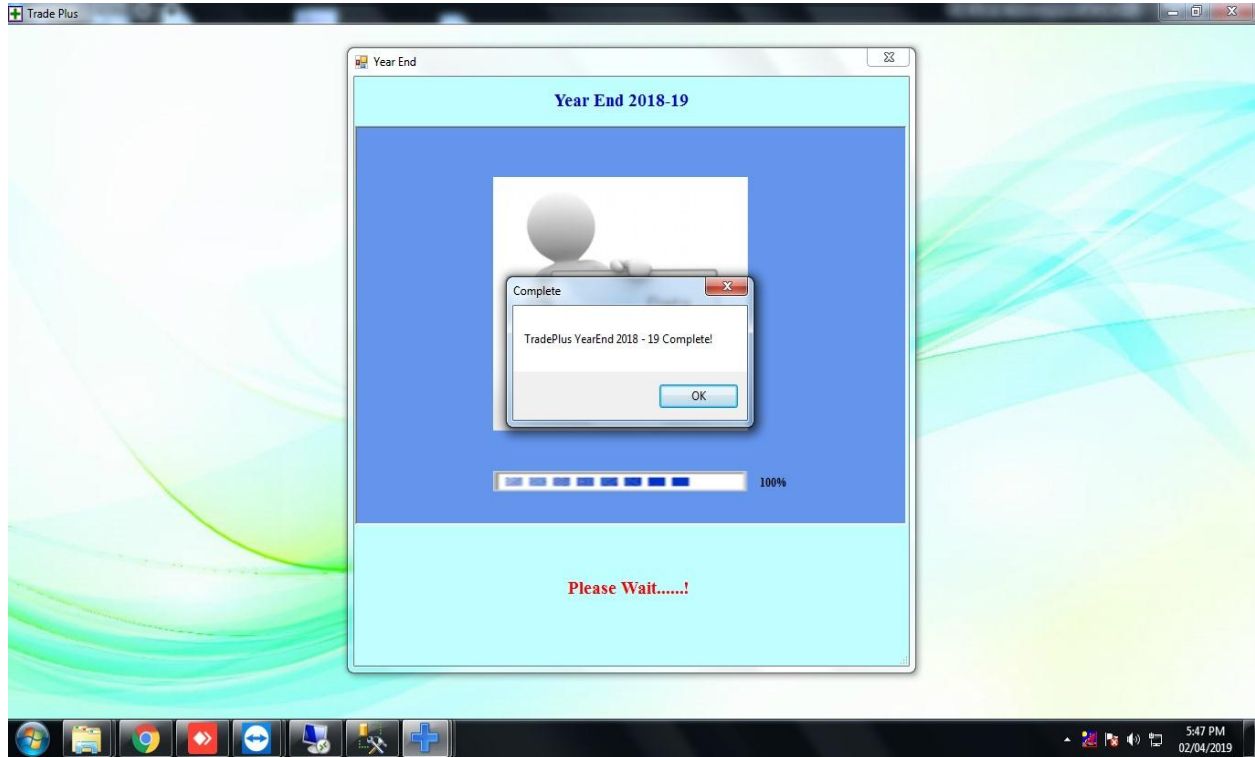 Trade Plus
Year End
Year End 2018-19
Complete
TradePlus YearEnd 2018 - 19 Complete!
OK
100%
Please Wait......!
5:47 PM
02/04/2019